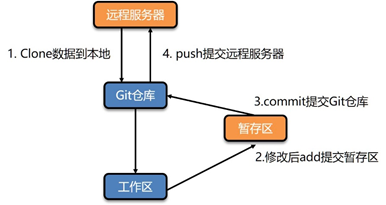 远程服务器
1. Clone数据到本地
4. push提交远程服务器
Git仓库
3.commit提交Git仓库
暂存区
2.修改后add提交暂存区
工作区